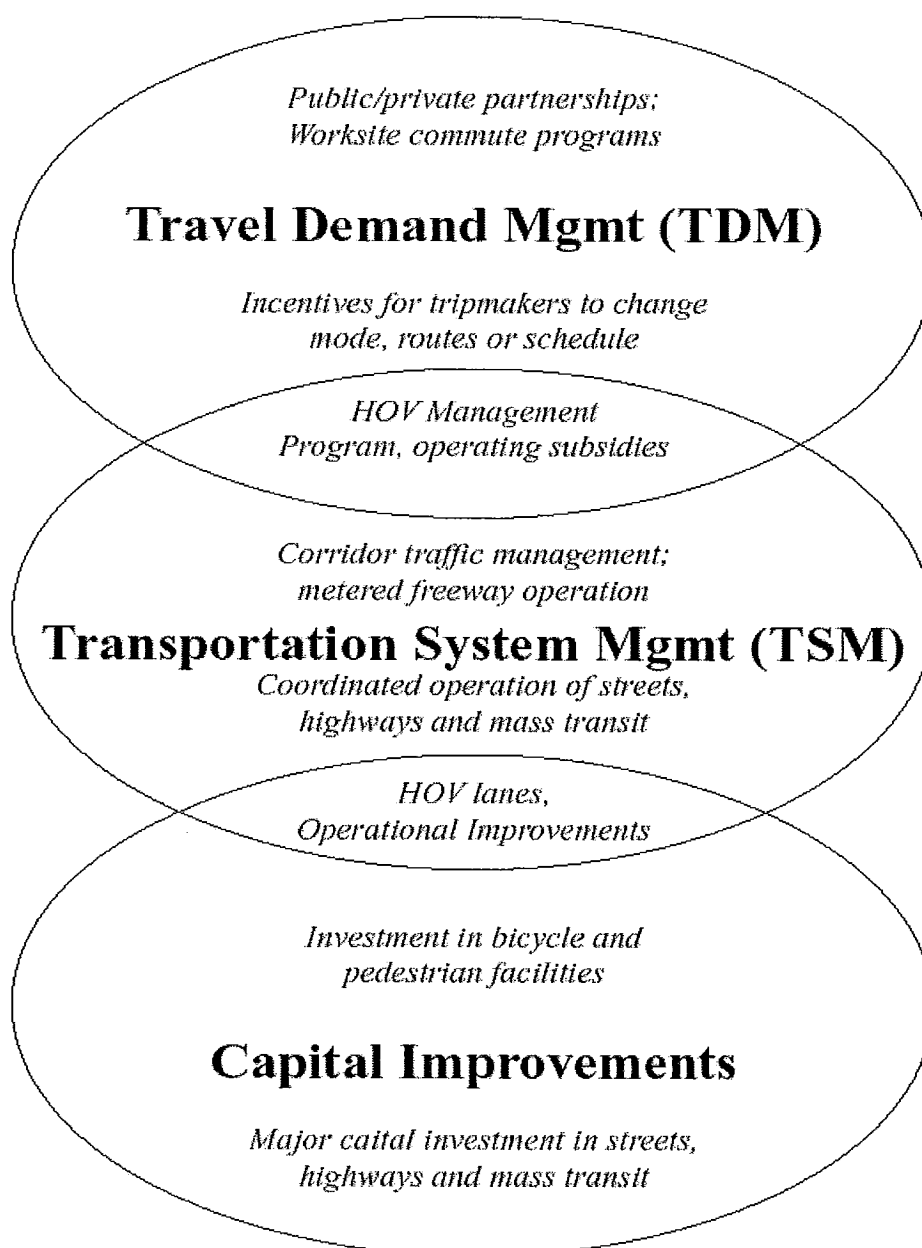 Public/private partnerships;
Worksite commute programs
Travel Demand Mgmt (TDM)
Incentives for tripmakers to change
mode, routes or schedule
HOV Management
Program, operating subsidies
Corridor traffic management;
metered freeway operation
Transportation System Mgmt (TSM)
Coordinated operation of streets,
highways and mass transit
HOV lanes,
Operational Improvements
Investment in bicycle and
pedestrian facilities
Capital Improvements
Major caital investment in streets,
highways and mass transit